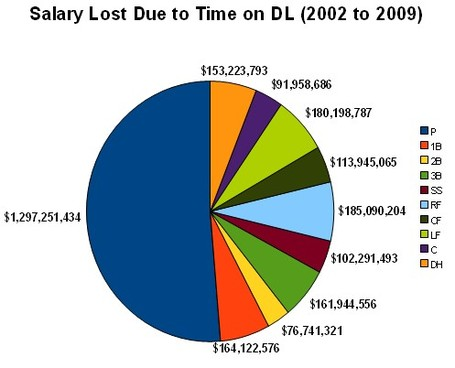 Salary Lost Due to Time on DL (2002 to 2009)
$153,223,793
$91,958,686
$180,198,787
$113,945,065
$185,090,204
$102,291,493
$161,944,556
$76,741,321
$164,122,576
$1,297,251,434
P
1B
2B
3B
SS
RF
CF
LF
C
DH